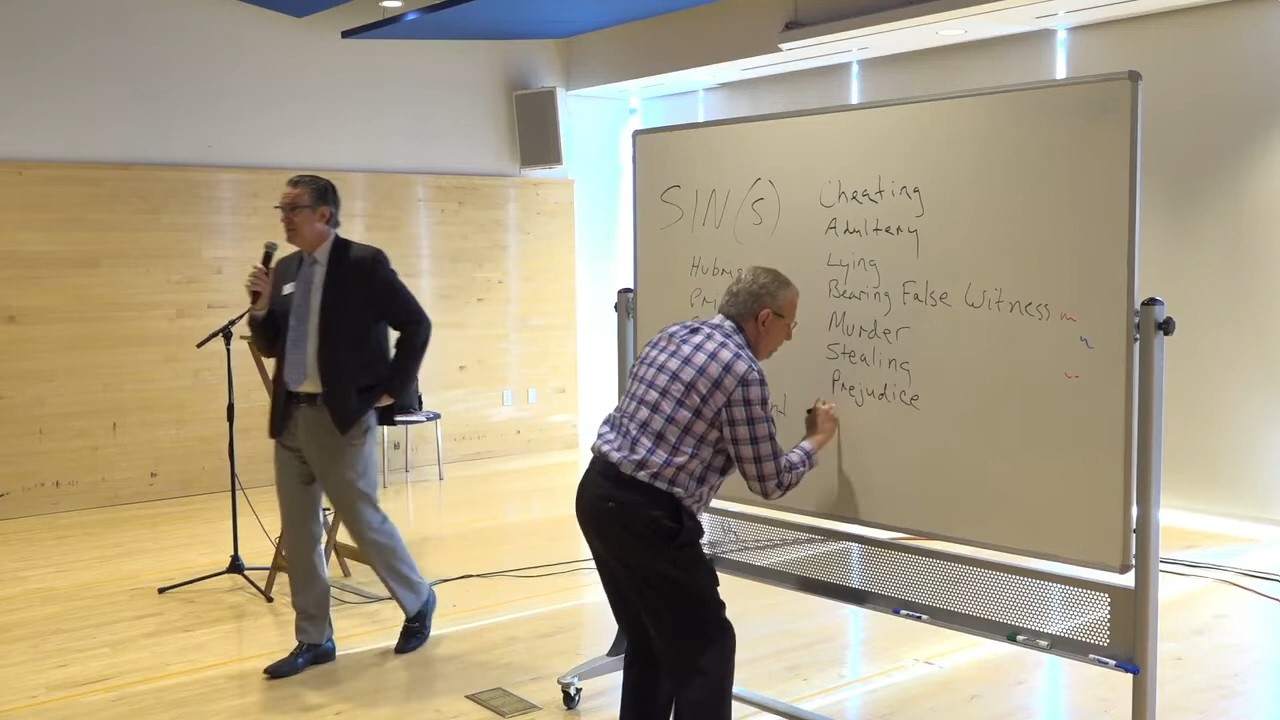 SIN(s)
Cheating
Adultery
Lying
Bearing False Witness
Murder
Stealing
Prejudice